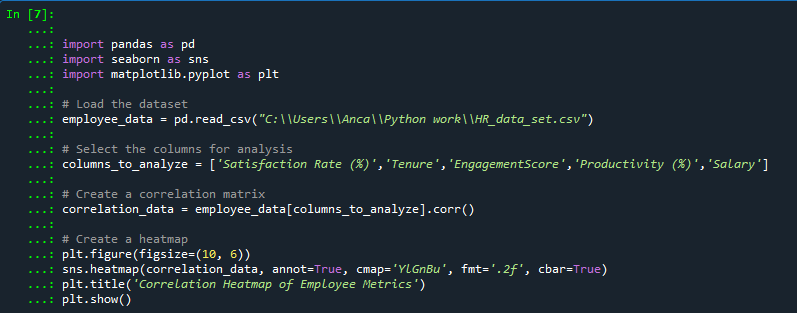 In [7]:
...:
...: import pandas as pd
...: import seaborn as sns
...: import matplotlib.pyplot as plt
...:
...: # Load the dataset
...: employee_data = pd.read_csv("C:\\Users\\Anca\\Python work\\HR_data_set.csv")
...:
...: # Select the columns for analysis
...: columns_to_analyze = ['Satisfaction Rate (%)','Tenure','EngagementScore','Productivity (%)','Salary']
...:
...: # Create a correlation matrix
...: correlation_data = employee_data[columns_to_analyze].corr()
...:
...: # Create a heatmap
...: plt.figure(figsize=(10, 6))
...: sns.heatmap(correlation_data, annot=True, cmap='YlGnBu', fmt='.2f', cbar=True)
...: plt.title('Correlation Heatmap of Employee Metrics')
...: plt.show()